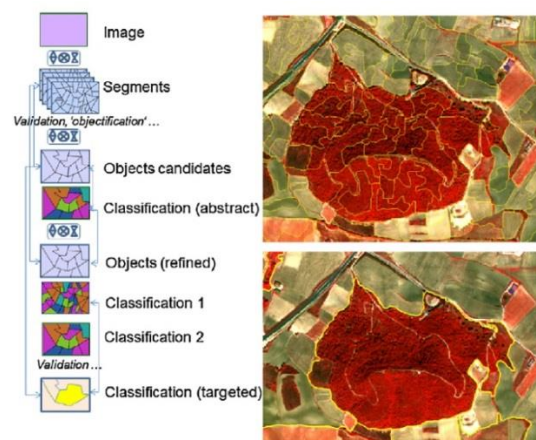 Image
Segments
Validation, 'objectification' ...
Objects candidates
Classification (abstract)
Objects (refined)
Classification 1
Classification 2
Validation ...
Classification (targeted)